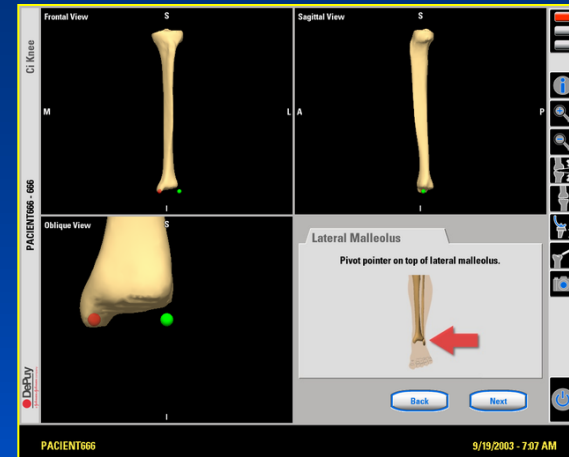 Ci Knee
PACIENT666 - 666
DePuy
Frontal View
S
M
L
I
Sagittal View
S
A
P
I
Oblique View
S
I
Lateral Malleolus
Pivot pointer on top of lateral malleolus.
Back
Next
PACIENT666
9/19/2003 - 7:07 AM